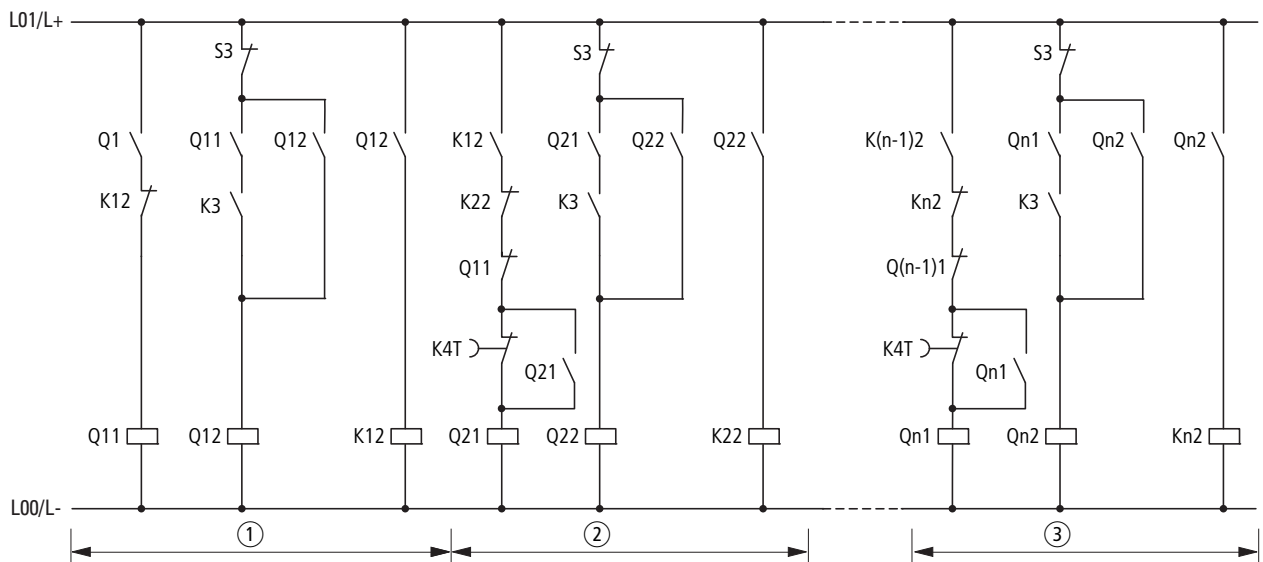 L01/L+
S3
S3
S3
Q1
Q11
Q12
Q12
K12
Q21
Q22
Q22
K(n-1)2
Qn1
Qn2
Qn2
K12
K3
K22
K3
Kn2
K3
Q11
Q(n-1)1
K4T
Q21
K4T
Qn1
Q11
Q12
K12
Q21
Q22
K22
Qn1
Qn2
Kn2
L00/L-
1
2
3